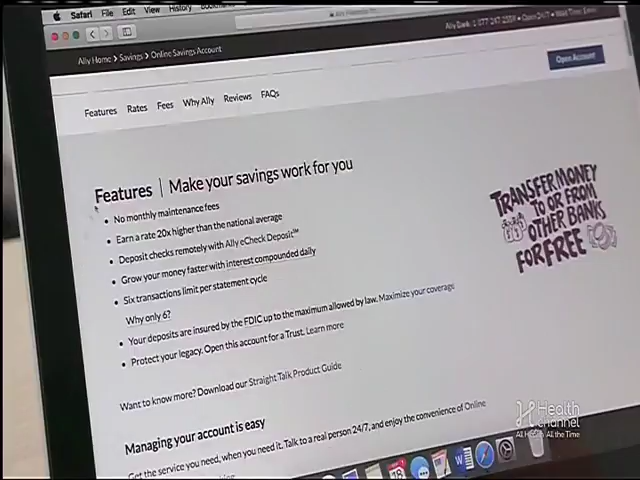 Safari File Edit View History
Ally Home > Savings > Online Savings Account
Open Account
Features Rates Fees Why Ally Reviews FAQs
Features | Make your savings work for you
No monthly maintenance fees
Earn a rate 20x higher than the national average
Deposit checks remotely with Ally eCheck Deposit℠
Grow your money faster with interest compounded daily
Six transactions limit per statement cycle
Why only 6?
Your deposits are insured by the FDIC up to the maximum allowed by law. Maximize your coverage
Protect your legacy. Open this account for a Trust. Learn more
Want to know more? Download our Straight Talk Product Guide
TRANSFER MONEY
TO OR FROM
OTHER BANKS
FOR FREE
Managing your account is easy
Get the service you need, when you need it. Talk to a real person 24/7, and enjoy the convenience of Online
Health
channel
All Health All the Time